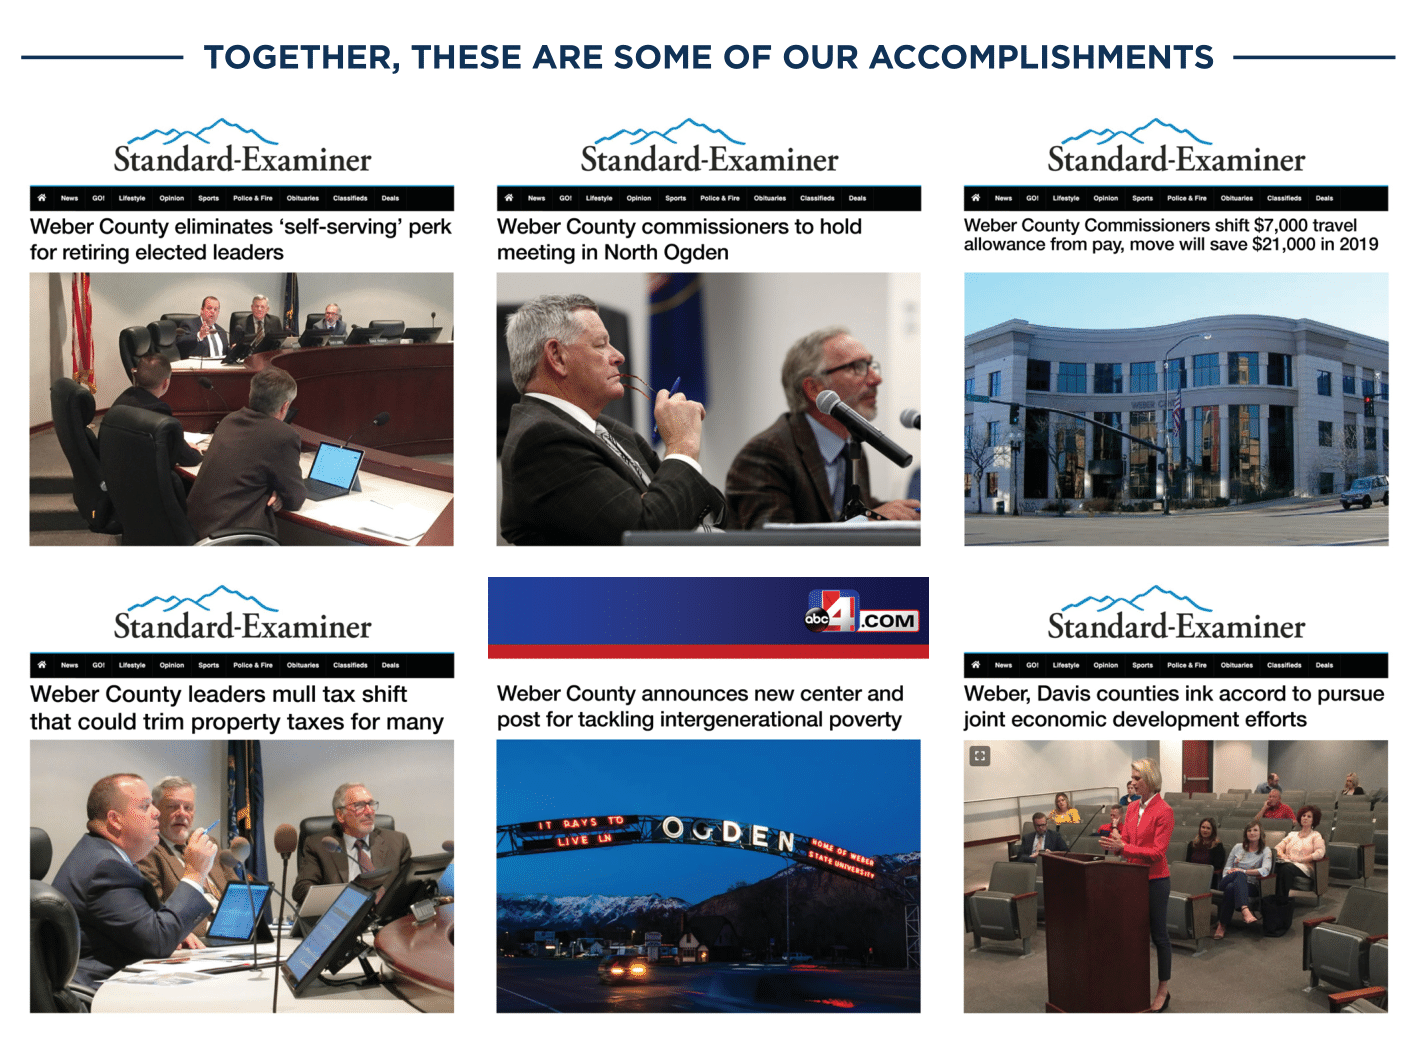 TOGETHER, THESE ARE SOME OF OUR ACCOMPLISHMENTS
Standard-Examiner
News GO! Lifestyle Opinion Sports Police & Fire Obituaries Classifieds Deals
Weber County eliminates ‘self-serving’ perk
for retiring elected leaders
Standard-Examiner
News GO! Lifestyle Opinion Sports Police & Fire Obituaries Classifieds Deals
Weber County commissioners to hold
meeting in North Ogden
Standard-Examiner
News GO! Lifestyle Opinion Sports Police & Fire Obituaries Classifieds Deals
Weber County Commissioners shift $7,000 travel
allowance from pay, move will save $21,000 in 2019
Standard-Examiner
News GO! Lifestyle Opinion Sports Police & Fire Obituaries Classifieds Deals
Weber County leaders mull tax shift
that could trim property taxes for many
abc 4 .COM
Weber County announces new center and
post for tackling intergenerational poverty
IT PAYS TO
LIVE IN
OGDEN
HOME OF WEBER
STATE UNIVERSITY
Standard-Examiner
News GO! Lifestyle Opinion Sports Police & Fire Obituaries Classifieds Deals
Weber, Davis counties ink accord to pursue
joint economic development efforts